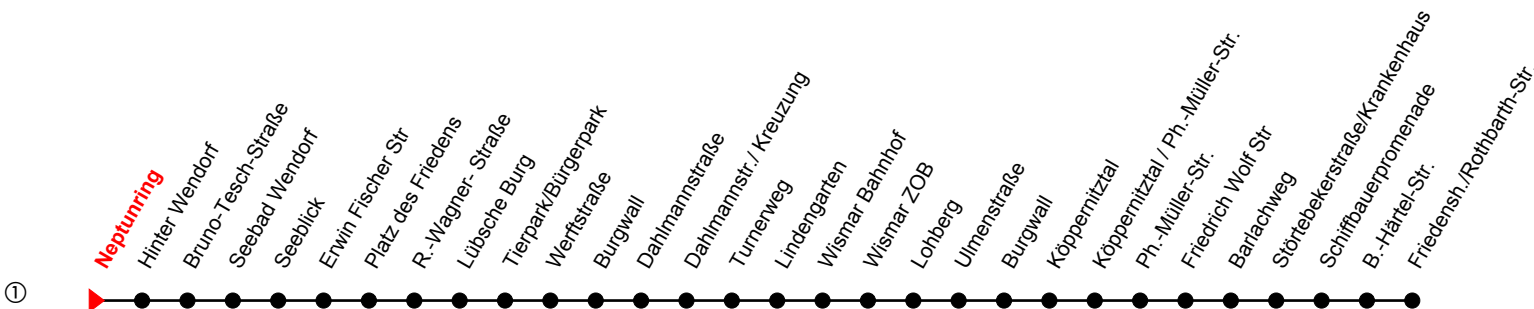 Neptunring
Hinter Wendorf
Bruno-Tesch-Straße
Seebad Wendorf
Seeblick
Erwin Fischer Str
Platz des Friedens
R.-Wagner- Straße
Lübsche Burg
Tierpark/Bürgerpark
Werftstraße
Burgwall
Dahlmannstraße
Dahlmannstr./ Kreuzung
Turnerweg
Lindengarten
Wismar Bahnhof
Wismar ZOB
Lohberg
Ulmenstraße
Burgwall
Köppernitztal
Köppernitztal / Ph.-Müller-Str.
Ph.-Müller-Str.
Friedrich Wolf Str
Barlachweg
Störtebekerstraße/Krankenhaus
Schiffbauerpromenade
B.-Härtel-Str.
Friedensh./Rothbarth-Str.
①